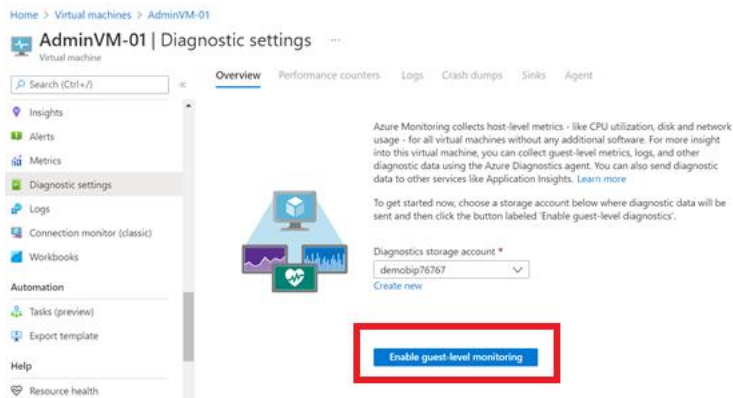 Home > Virtual machines > AdminVM-01
AdminVM-01 | Diagnostic settings ...
Virtual machine
Search (Ctrl+/)
«
Overview Performance counters Logs Crash dumps Sinks Agent
Insights
Alerts
Metrics
Diagnostic settings
Logs
Connection monitor (classic)
Workbooks
Automation
Tasks (preview)
Export template
Help
Resource health
Azure Monitoring collects host-level metrics - like CPU utilization, disk and network
usage - for all virtual machines without any additional software. For more insight
into this virtual machine, you can collect guest-level metrics, logs, and other
diagnostic data using the Azure Diagnostics agent. You can also send diagnostic
data to other services like Application Insights. Learn more
To get started now, choose a storage account below where diagnostic data will be
sent and then click the button labeled 'Enable guest-level diagnostics'.
Diagnostics storage account *
demobip76767
Create new
Enable guest-level monitoring